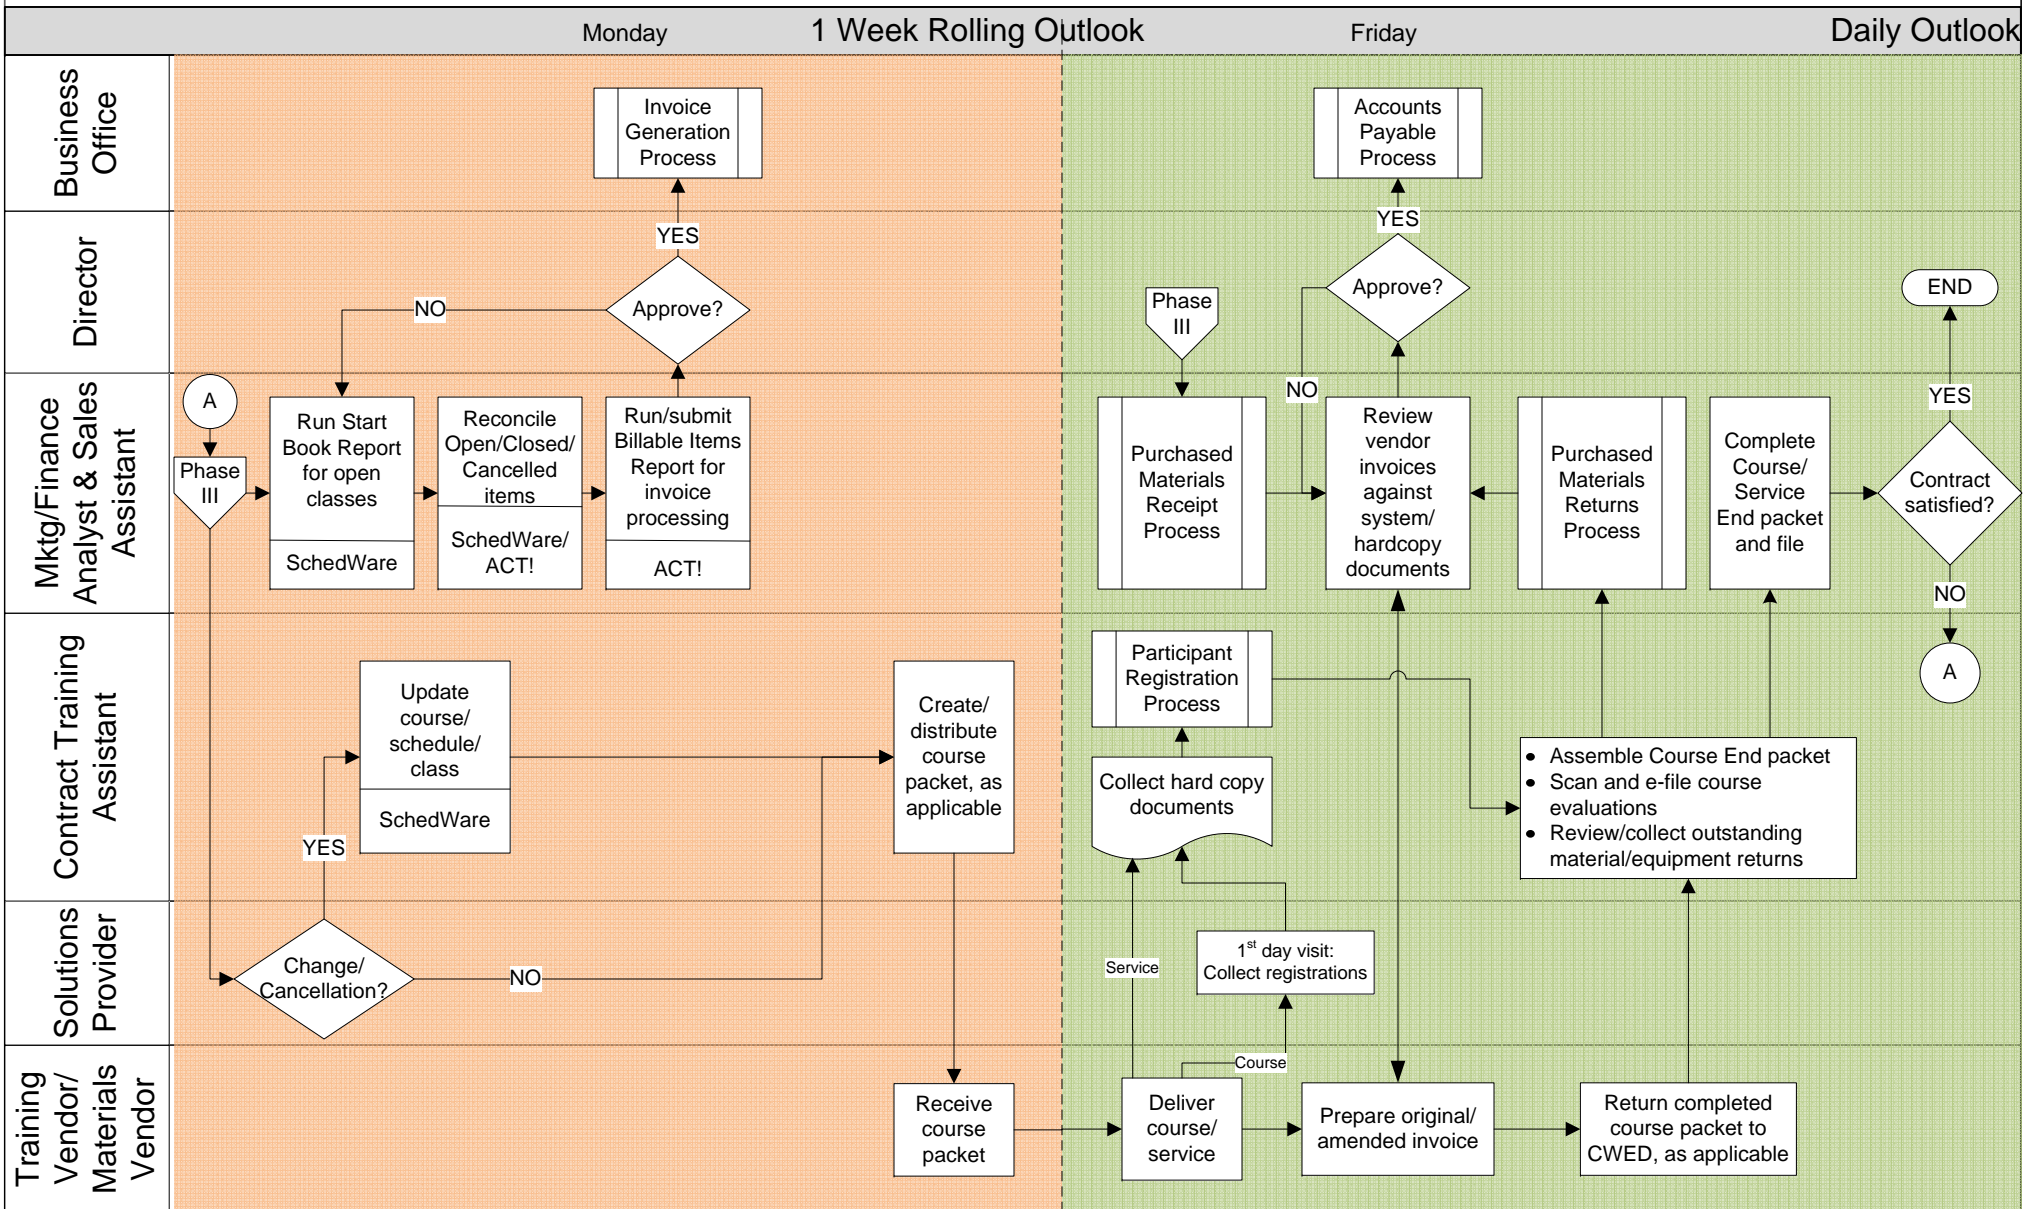 Monday
1 Week Rolling Outlook
Friday
Daily Outlook
Business
Office
Invoice
Generation
Process
Accounts
Payable
Process
YES
YES
Director
NO
Approve?
Phase
III
Approve?
END
NO
YES
Mktg/Finance
Analyst & Sales
Assistant
A
Phase
III
Run Start
Book Report
for open
classes
SchedWare
Reconcile
Open/Closed/
Cancelled
items
SchedWare/
ACT!
Run/submit
Billable Items
Report for
invoice
processing
ACT!
Purchased
Materials
Receipt
Process
Review
vendor
invoices
against
system/
hardcopy
documents
Purchased
Materials
Returns
Process
Complete
Course/
Service
End packet
and file
Contract
satisfied?
NO
A
Contract Training
Assistant
Update
course/
schedule/
class
SchedWare
YES
Create/
distribute
course
packet, as
applicable
Participant
Registration
Process
Collect hard copy
documents
• Assemble Course End packet
• Scan and e-file course
evaluations
• Review/collect outstanding
material/equipment returns
Solutions
Provider
Change/
Cancellation?
NO
Service
1st day visit:
Collect registrations
Course
Training
Vendor/
Materials
Vendor
Receive
course
packet
Deliver
course/
service
Prepare original/
amended invoice
Return completed
course packet to
CWED, as applicable